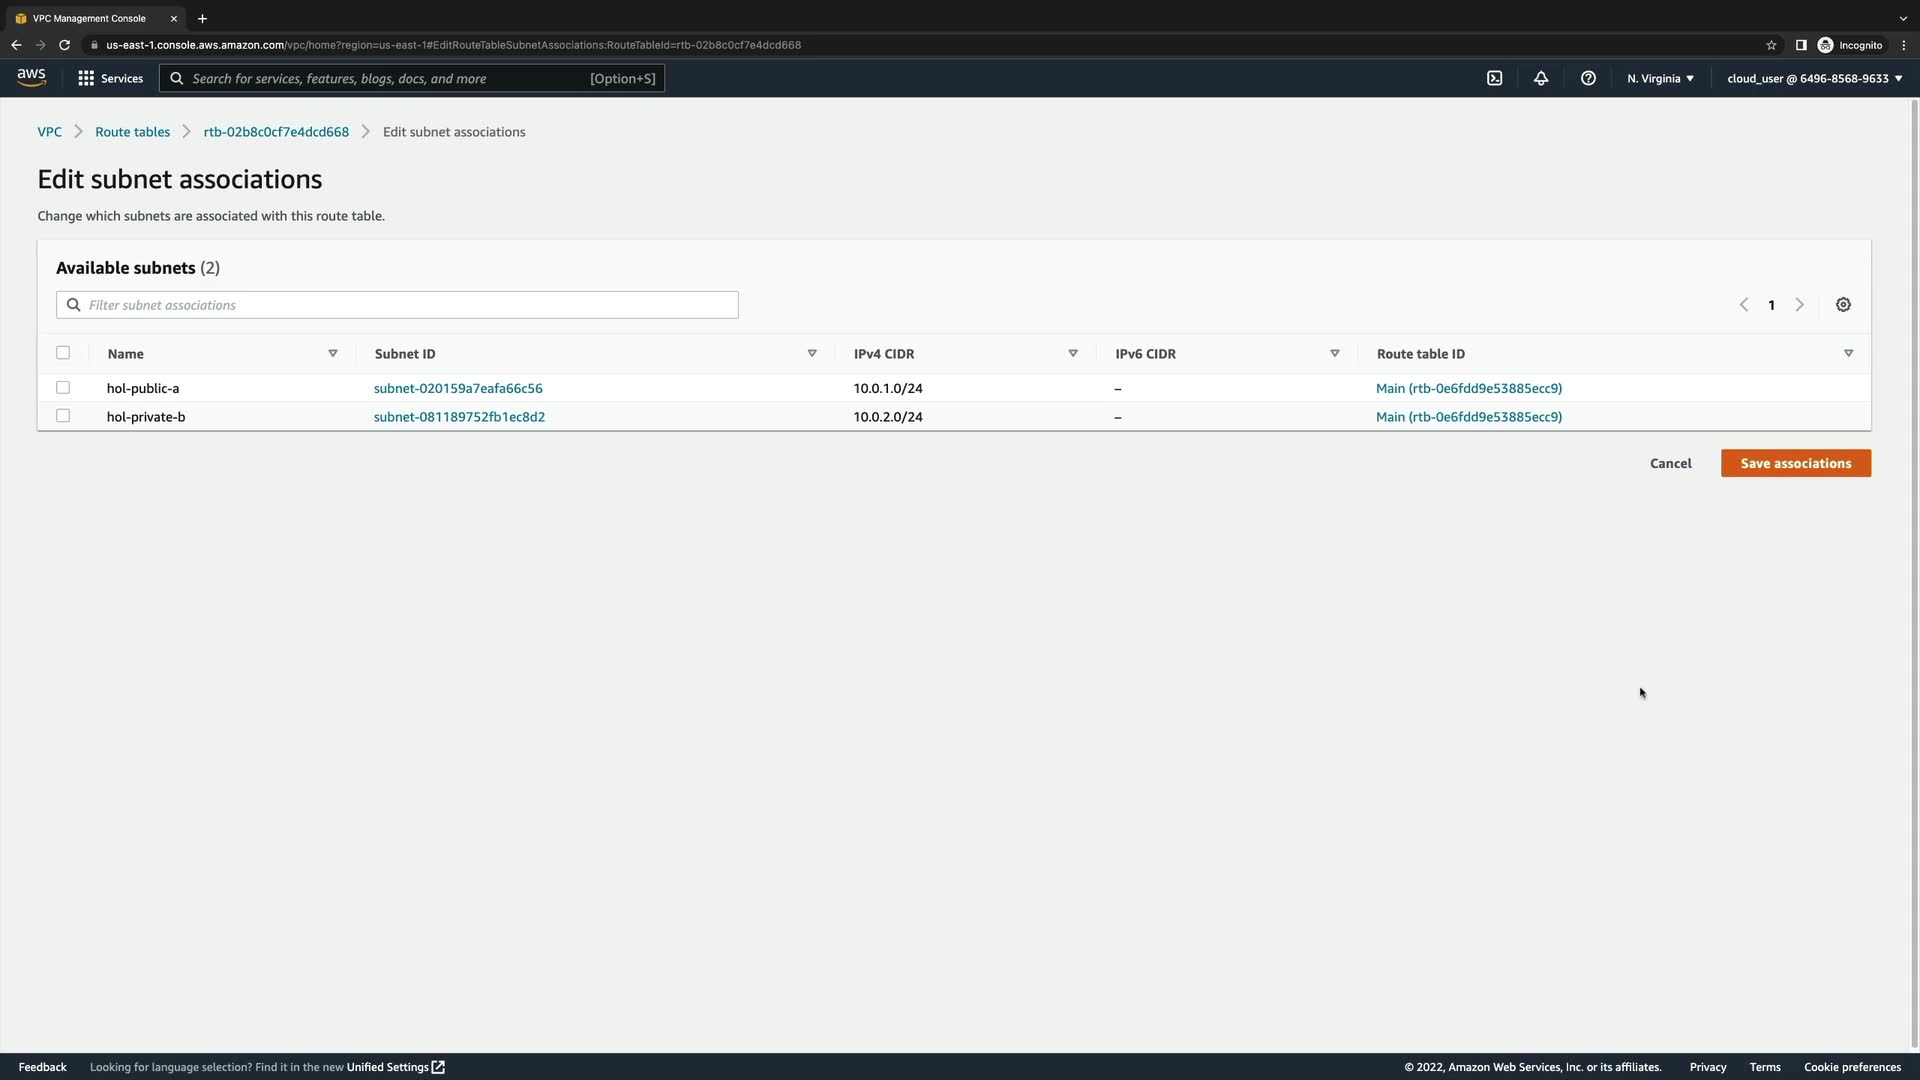 VPC Management Console
us-east-1.console.aws.amazon.com/vpc/home?region=us-east-1#EditRouteTableSubnetAssociations:RouteTableId=rtb-02b8c0cf7e4dcd668
Incognito
aws
Services
Search for services, features, blogs, docs, and more
[Option+S]
N. Virginia
cloud_user @ 6496-8568-9633
VPC > Route tables > rtb-02b8c0cf7e4dcd668 > Edit subnet associations
Edit subnet associations
Change which subnets are associated with this route table.
Available subnets (2)
Filter subnet associations
1
Name Subnet ID IPv4 CIDR IPv6 CIDR Route table ID
hol-public-a subnet-020159a7eafa66c56 10.0.1.0/24 – Main (rtb-0e6fdd9e53885ecc9)
hol-private-b subnet-081189752fb1ec8d2 10.0.2.0/24 – Main (rtb-0e6fdd9e53885ecc9)
Cancel
Save associations
Feedback
Looking for language selection? Find it in the new Unified Settings
© 2022, Amazon Web Services, Inc. or its affiliates.
Privacy
Terms
Cookie preferences